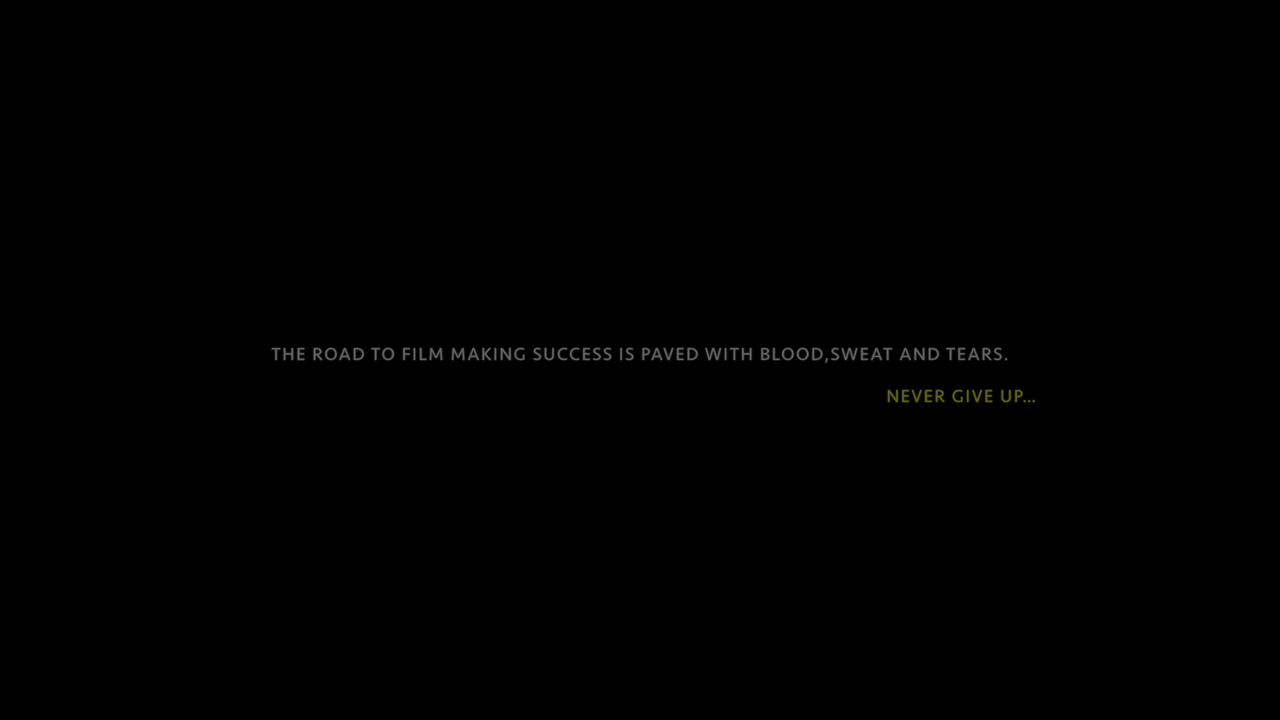 THE ROAD TO FILM MAKING SUCCESS IS PAVED WITH BLOOD,SWEAT AND TEARS.
NEVER GIVE UP...